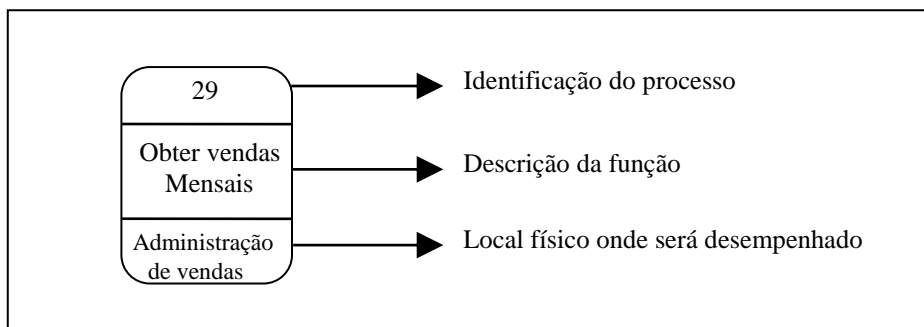 29
Identificação do processo
Obter vendas
Mensais
Descrição da função
Administração
de vendas
Local físico onde será desempenhado